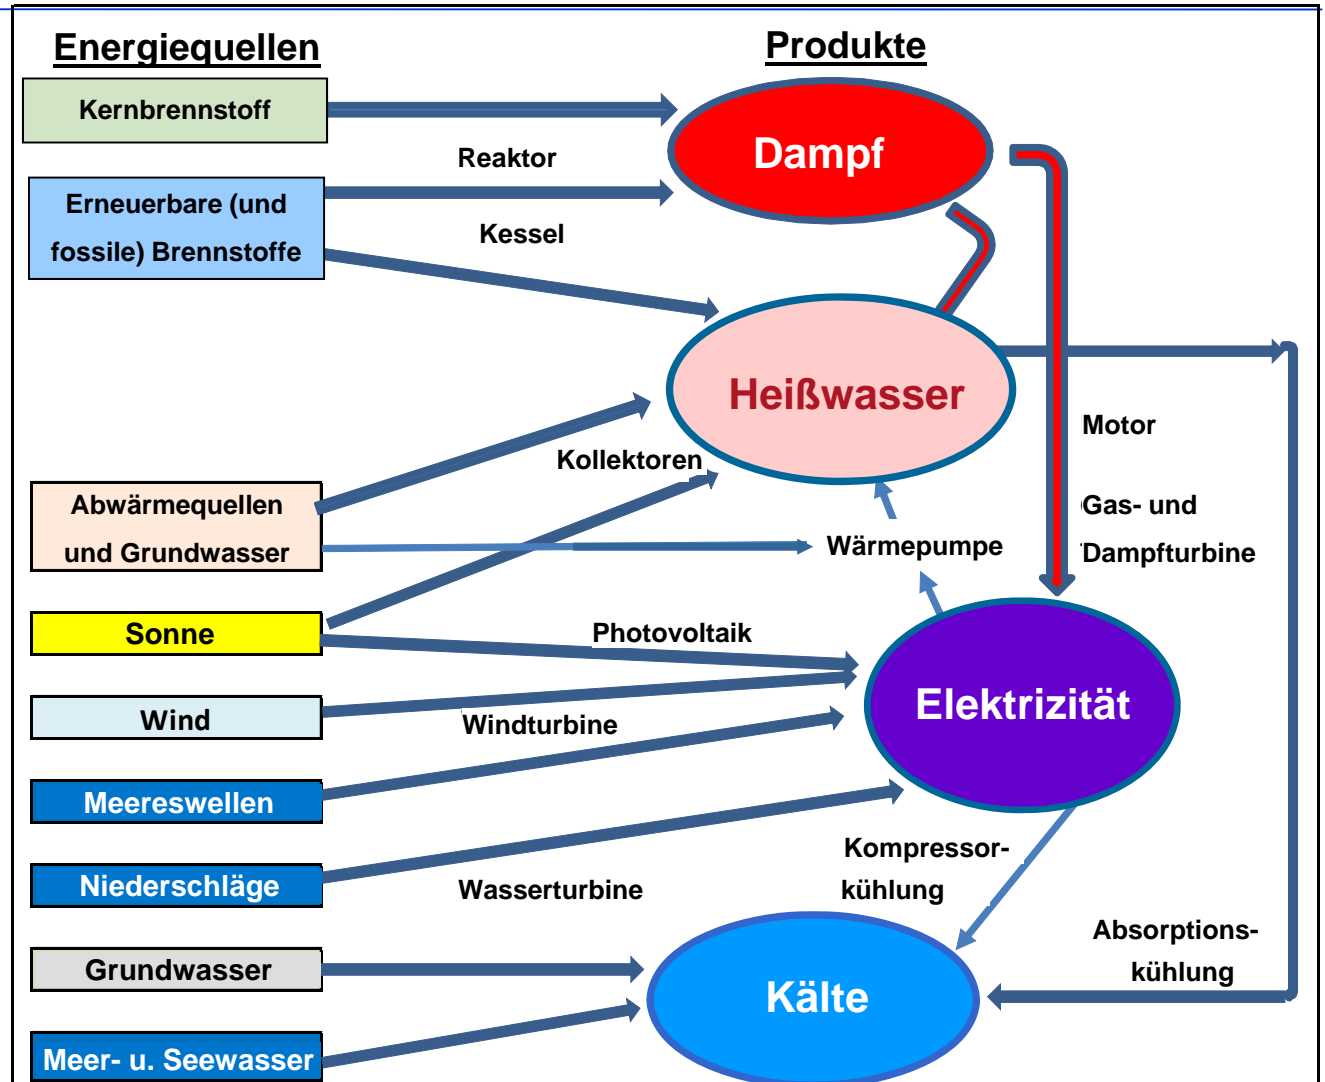 Energiequellen
Produkte
Kernbrennstoff
Dampf
Reaktor
Erneuerbare (und
fossile) Brennstoffe
Kessel
Heißwasser
Motor
Kollektoren
Abwärmequellen
und Grundwasser
Gas- und
Dampfturbine
Wärmepumpe
Sonne
Photovoltaik
Elektrizität
Wind
Windturbine
Meereswellen
Kompressor-
kühlung
Niederschläge
Wasserturbine
Absorptions-
kühlung
Grundwasser
Kälte
Meer- u. Seewasser